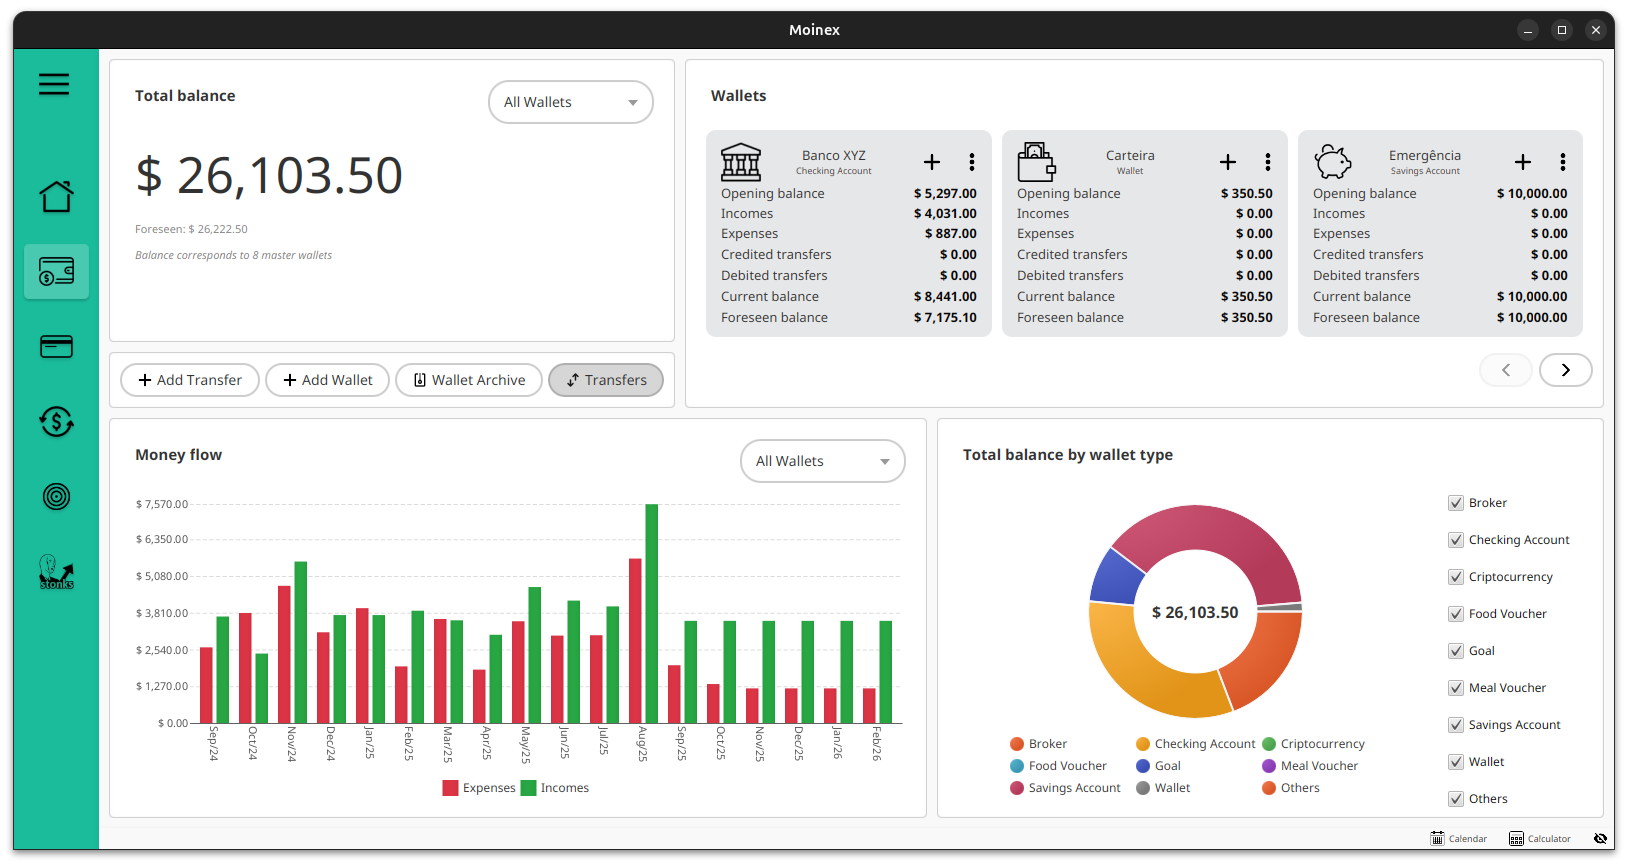 Moinex
Total balance
All Wallets
$ 26,103.50
Foreseen: $ 26,222.50
Balance corresponds to 8 master wallets
Add Transfer
Add Wallet
Wallet Archive
Transfers
Wallets
Banco XYZ
Checking Account
Opening balance $ 5,297.00
Incomes $ 4,031.00
Expenses $ 887.00
Credited transfers $ 0.00
Debited transfers $ 0.00
Current balance $ 8,441.00
Foreseen balance $ 7,175.10
Carteira
Wallet
Opening balance $ 350.50
Incomes $ 0.00
Expenses $ 0.00
Credited transfers $ 0.00
Debited transfers $ 0.00
Current balance $ 350.50
Foreseen balance $ 350.50
Emergência
Savings Account
Opening balance $ 10,000.00
Incomes $ 0.00
Expenses $ 0.00
Credited transfers $ 0.00
Debited transfers $ 0.00
Current balance $ 10,000.00
Foreseen balance $ 10,000.00
stonks
Money flow
All Wallets
$ 7,570.00
$ 6,350.00
$ 5,080.00
$ 3,810.00
$ 2,540.00
$ 1,270.00
$ 0.00
Sep/24
Oct/24
Nov/24
Dec/24
Jan/25
Feb/25
Mar/25
Apr/25
May/25
Jun/25
Jul/25
Aug/25
Sep/25
Oct/25
Nov/25
Dec/25
Jan/26
Feb/26
Expenses Incomes
Total balance by wallet type
$ 26,103.50
Broker Checking Account Criptocurrency
Food Voucher Goal Meal Voucher
Savings Account Wallet Others
Broker
Checking Account
Criptocurrency
Food Voucher
Goal
Meal Voucher
Savings Account
Wallet
Others
Calendar
Calculator